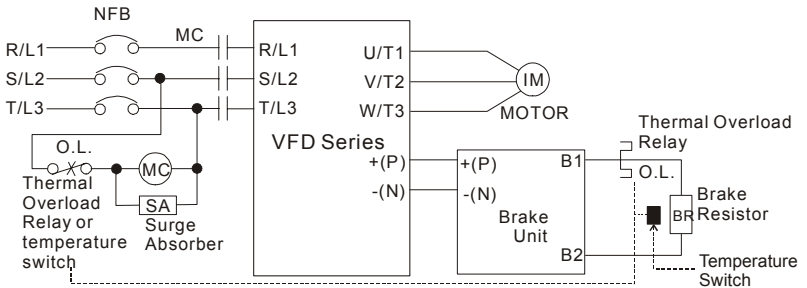 NFB
MC
R/L1
R/L1
U/T1
S/L2
S/L2
V/T2
IM
T/L3
T/L3
W/T3
MOTOR
VFD Series
O.L.
MC
SA
Surge
Absorber
Thermal
Overload
Relay or
temperature
switch
+(P)
-(N)
+(P)
-(N)
B1
B2
Brake
Unit
Thermal Overload
Relay
O.L.
BR
Brake
Resistor
Temperature
Switch